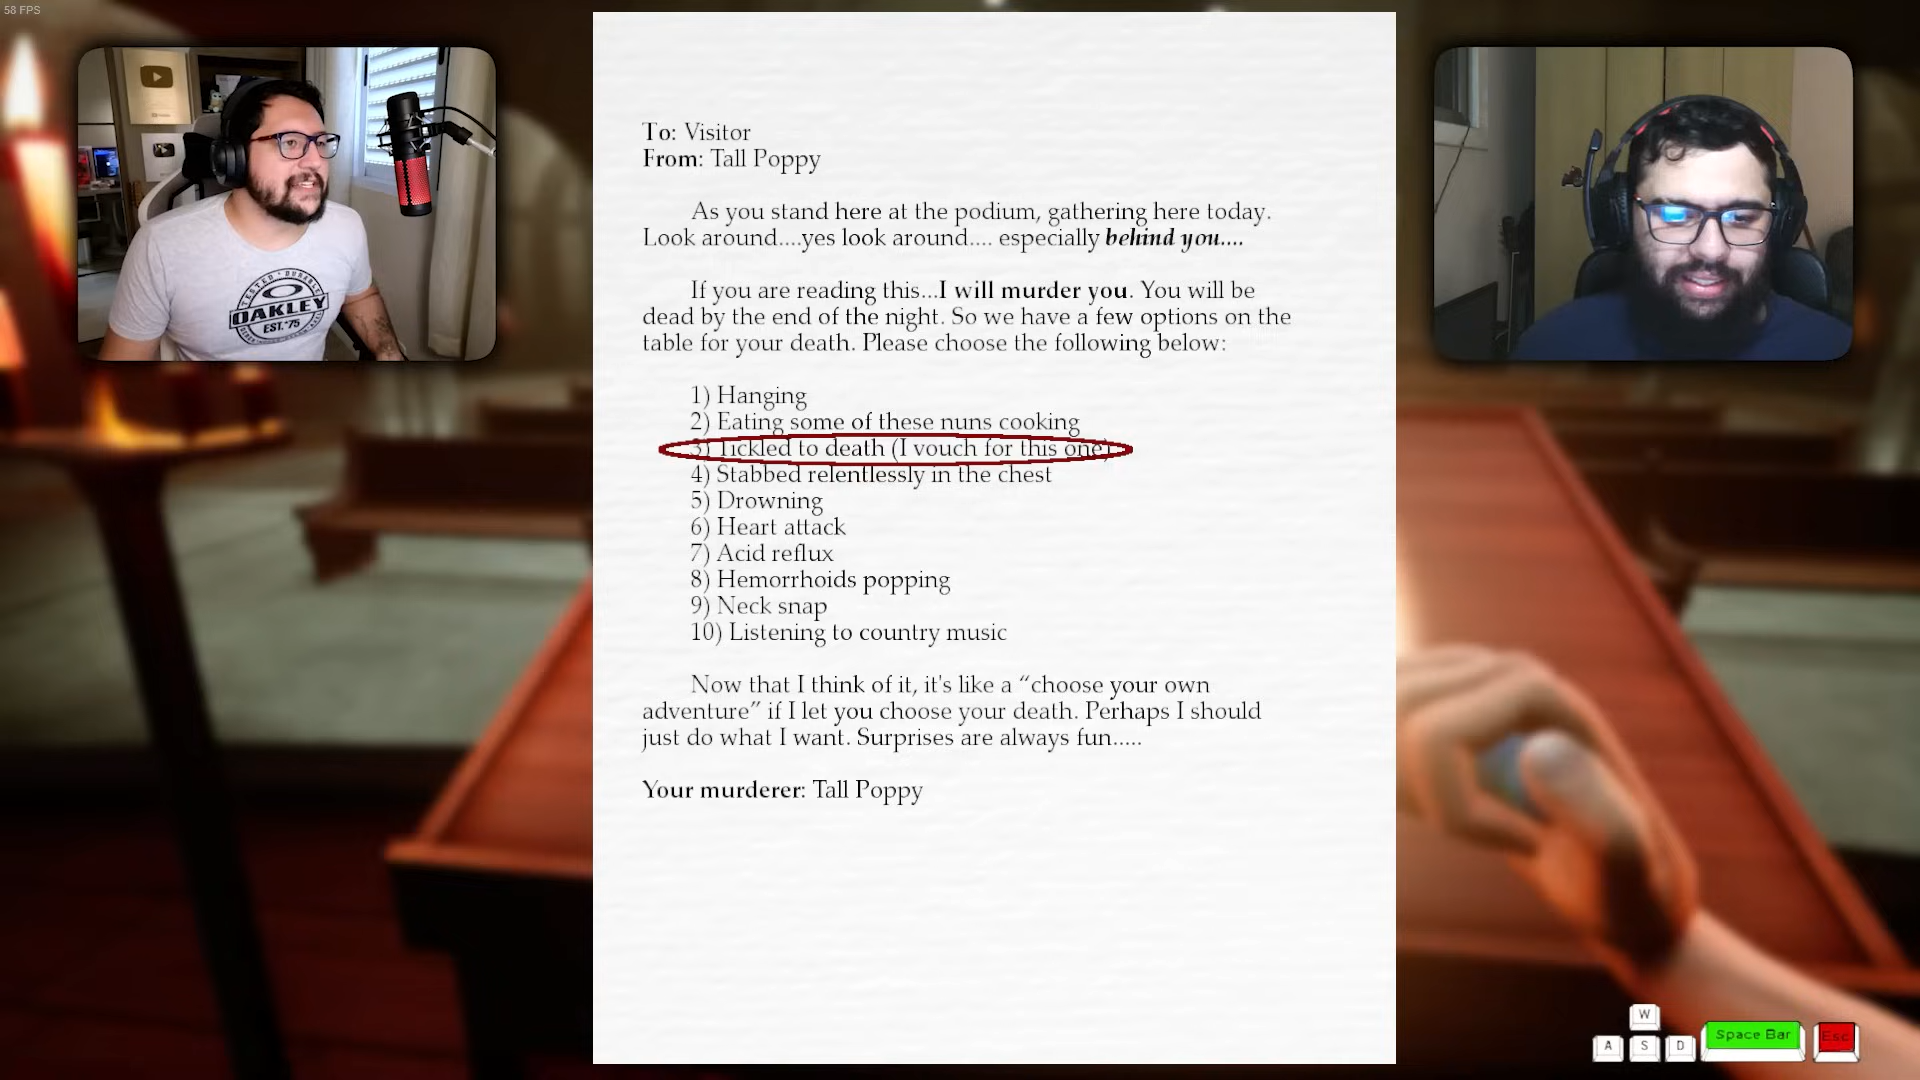 58 FPS
TESTED · DURABLE
OAKLEY
EST.'75
To: Visitor
From: Tall Poppy
As you stand here at the podium, gathering here today.
Look around....yes look around.... especially behind you....
If you are reading this...I will murder you. You will be
dead by the end of the night. So we have a few options on the
table for your death. Please choose the following below:
1) Hanging
2) Eating some of these nuns cooking
3) Tickled to death (I vouch for this one)
4) Stabbed relentlessly in the chest
5) Drowning
6) Heart attack
7) Acid reflux
8) Hemorrhoids popping
9) Neck snap
10) Listening to country music
Now that I think of it, it's like a “choose your own
adventure” if I let you choose your death. Perhaps I should
just do what I want. Surprises are always fun.....
Your murderer: Tall Poppy
W
A S D Space Bar Esc